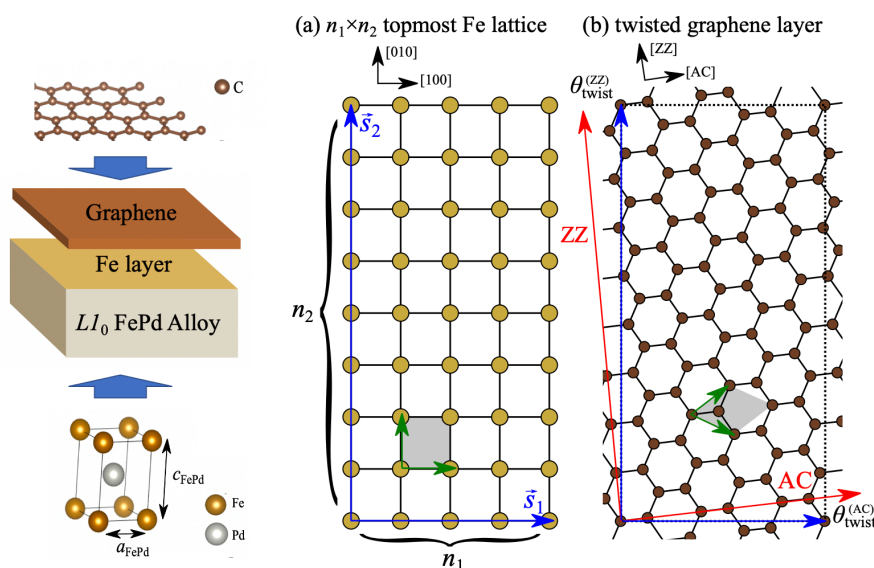 (a) n₁×n₂ topmost Fe lattice
(b) twisted graphene layer
C
Graphene
Fe layer
L1₀ FePd Alloy
c_FePd
a_FePd
Fe
Pd
[010]
[100]
s⃗₂
n₂
s⃗₁
n₁
[ZZ]
[AC]
θ_twist^(ZZ)
ZZ
AC
θ_twist^(AC)